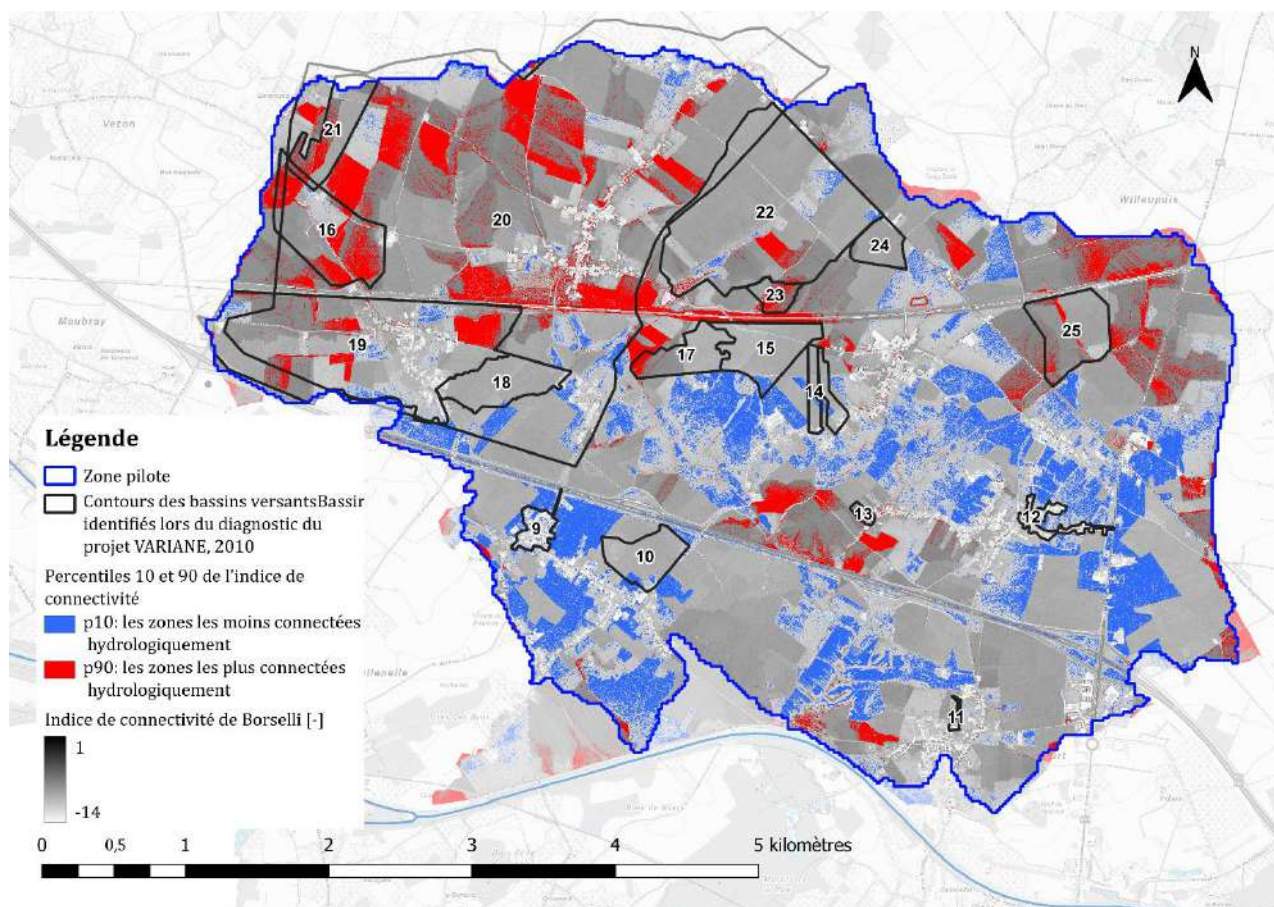 N
Vezon
21
16
20
22
24
Willeupuis
23
25
Maubray
19
17
15
18
14
Légende
Zone pilote
Contours des bassins versantsBassir
identifiés lors du diagnostic du
projet VARIANE, 2010
Percentiles 10 et 90 de l'indice de
connectivité
p10: les zones les moins connectées
hydrologiquement
p90: les zones les plus connectées
hydrologiquement
Indice de connectivité de Borselli [-]
1
-14
9
10
13
12
11
0 0,5 1 2 3 4 5 kilomètres